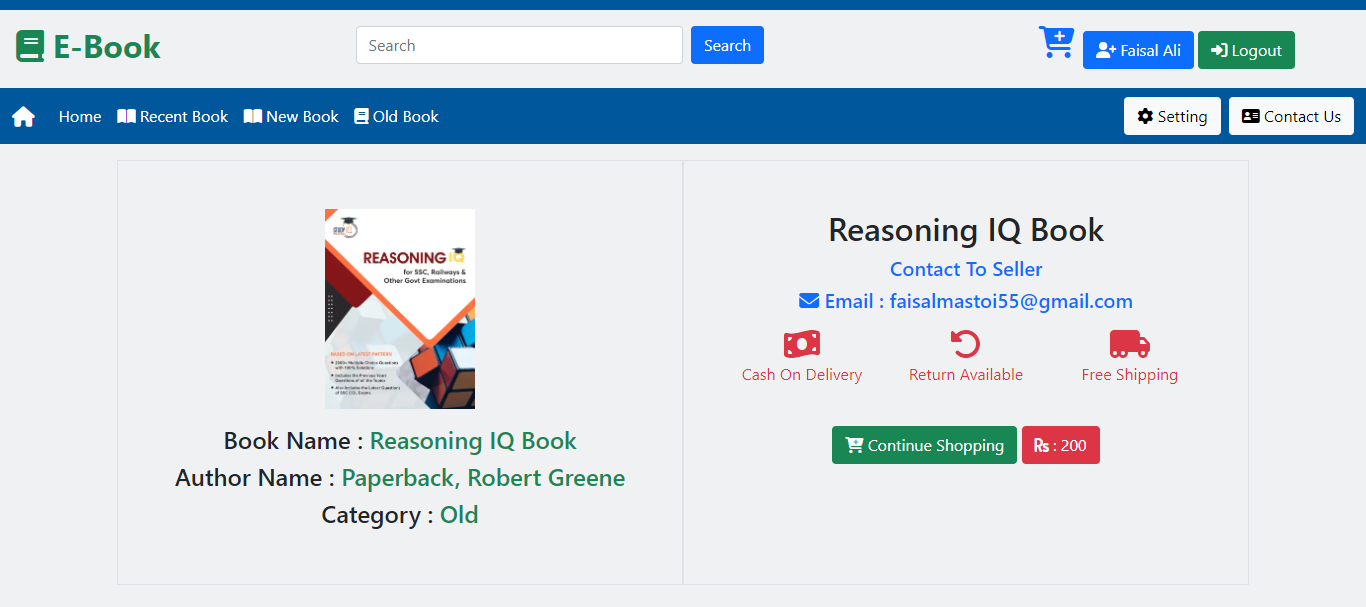 E-Book
Search
Search
Faisal Ali
Logout
Home
Recent Book
New Book
Old Book
Setting
Contact Us
REASONING IQ
for SSC, Railways &
Other Govt Examinations
BASED ON LATEST PATTERN
Book Name : Reasoning IQ Book
Author Name : Paperback, Robert Greene
Category : Old
Reasoning IQ Book
Contact To Seller
Email : faisalmastoi55@gmail.com
Cash On Delivery
Return Available
Free Shipping
Continue Shopping
₨ : 200